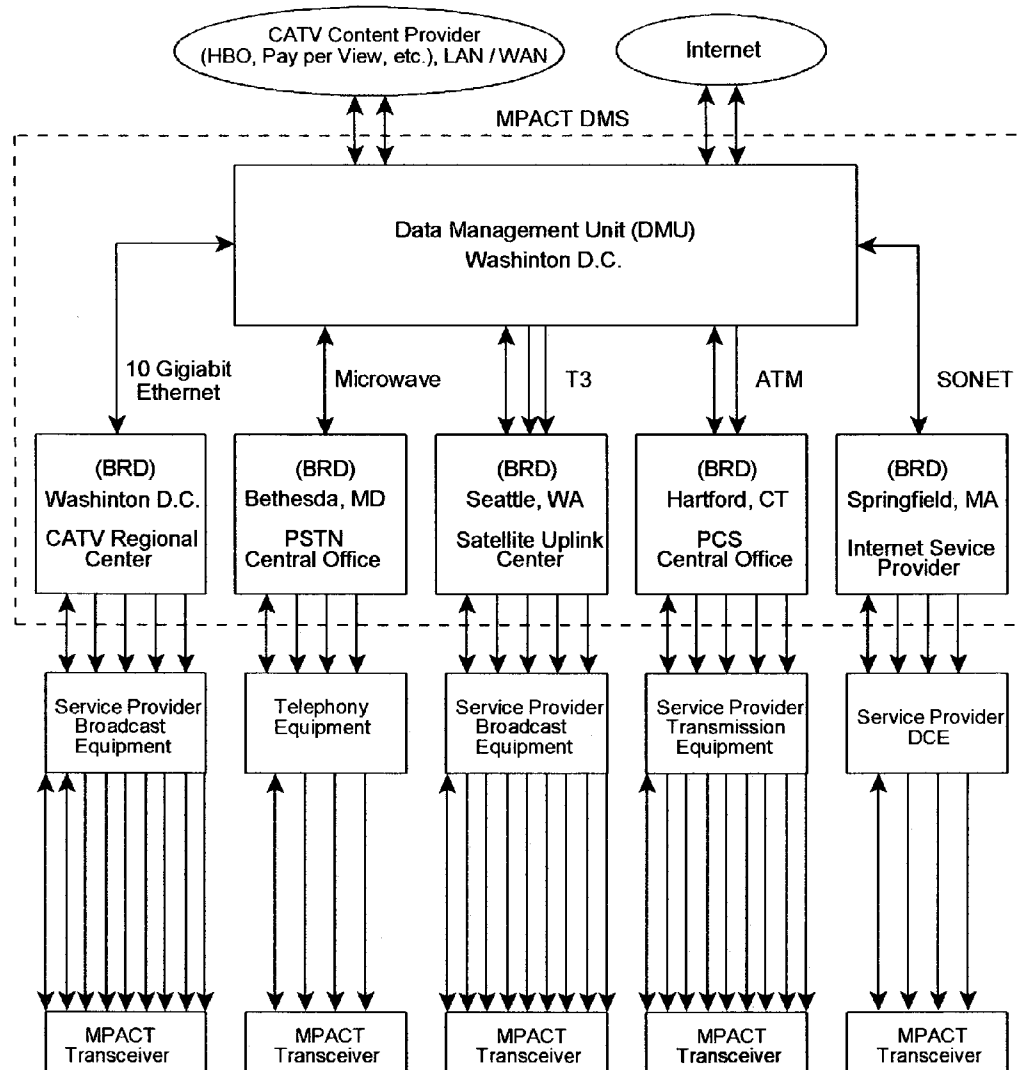 CATV Content Provider
(HBO, Pay per View, etc.), LAN / WAN
Internet
MPACT DMS
Data Management Unit (DMU)
Washinton D.C.
10 Gigiabit
Ethernet
Microwave
T3
ATM
SONET
(BRD)
Washinton D.C.
CATV Regional
Center
(BRD)
Bethesda, MD
PSTN
Central Office
(BRD)
Seattle, WA
Satellite Uplink
Center
(BRD)
Hartford, CT
PCS
Central Office
(BRD)
Springfield, MA
Internet Sevice
Provider
Service Provider
Broadcast
Equipment
Telephony
Equipment
Service Provider
Broadcast
Equipment
Service Provider
Transmission
Equipment
Service Provider
DCE
MPACT
Transceiver
MPACT
Transceiver
MPACT
Transceiver
MPACT
Transceiver
MPACT
Transceiver